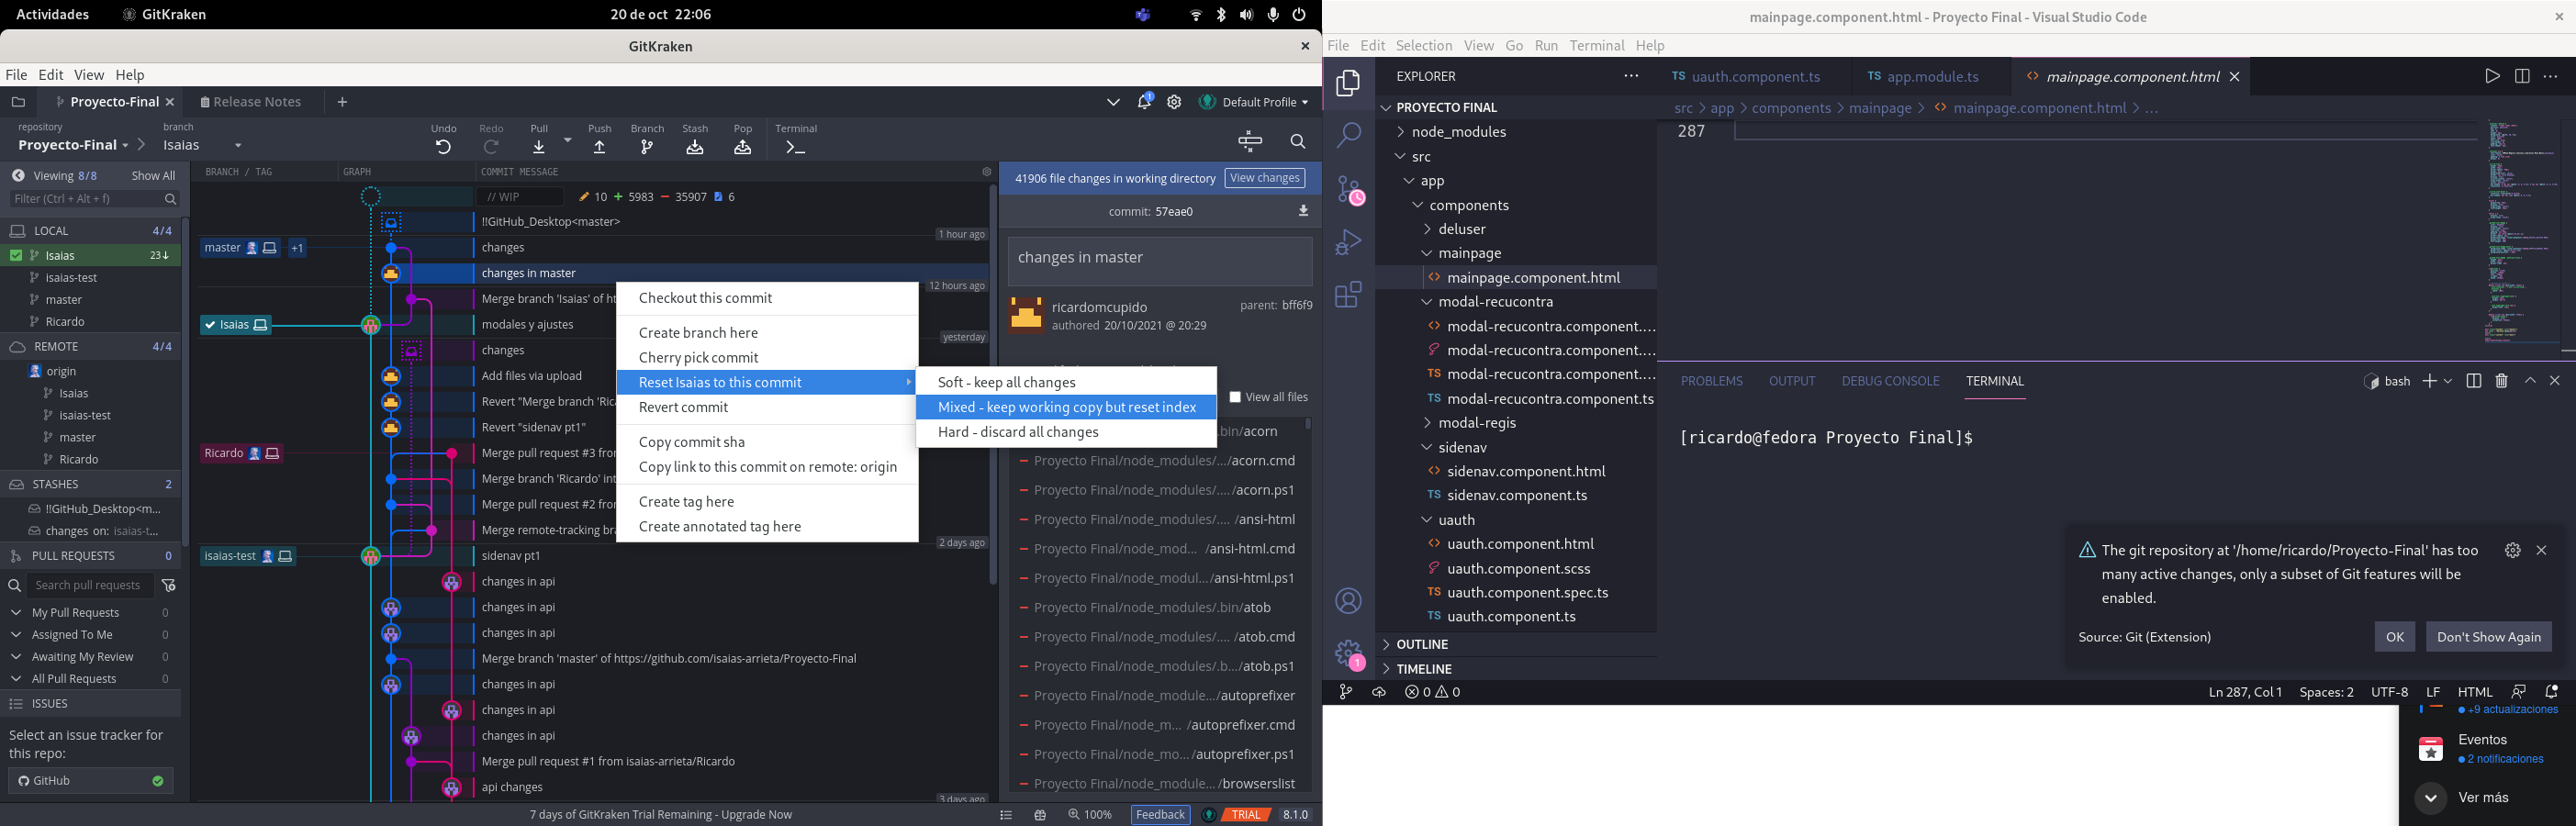 Actividades
GitKraken
20 de oct 22:06
GitKraken
File Edit View Help
Proyecto-Final
Release Notes
Default Profile
repository
Proyecto-Final
branch
Isaias
Undo
Redo
Pull
Push
Branch
Stash
Pop
Terminal
Viewing 8/8 Show All
Filter (Ctrl + Alt + f)
LOCAL 4/4
Isaias 23↓
isaias-test
master
Ricardo
REMOTE 4/4
origin
Isaias
isaias-test
master
Ricardo
STASHES 2
!!GitHub_Desktop<m...
changes on: isaias-t...
PULL REQUESTS 0
Search pull requests
My Pull Requests 0
Assigned To Me 0
Awaiting My Review 0
All Pull Requests 0
ISSUES
Select an issue tracker for
this repo:
GitHub
BRANCH / TAG GRAPH COMMIT MESSAGE
// WIP 10 + 5983 − 35907 6
!!GitHub_Desktop<master>
1 hour ago
master +1 changes
changes in master
12 hours ago
Merge branch 'Isaias' of ht
Isaias modales y ajustes
yesterday
changes
Add files via upload
Revert "Merge branch 'Ric
Revert "sidenav pt1"
Ricardo Merge pull request #3 fror
Merge branch 'Ricardo' int
Merge pull request #2 fror
Merge remote-tracking bra
2 days ago
isaias-test sidenav pt1
changes in api
changes in api
changes in api
Merge branch 'master' of https://github.com/isaias-arrieta/Proyecto-Final
changes in api
changes in api
changes in api
Merge pull request #1 from isaias-arrieta/Ricardo
api changes
3 days ago
Checkout this commit
Create branch here
Cherry pick commit
Reset Isaias to this commit
Revert commit
Copy commit sha
Copy link to this commit on remote: origin
Create tag here
Create annotated tag here
Soft - keep all changes
Mixed - keep working copy but reset index
Hard - discard all changes
41906 file changes in working directory View changes
commit: 57eae0
changes in master
ricardomcupido
authored 20/10/2021 @ 20:29
parent: bff6f9
View all files
.bin/acorn
Proyecto Final/node_modules/.../acorn.cmd
Proyecto Final/node_modules/.... /acorn.ps1
Proyecto Final/node_modules/.... /ansi-html
Proyecto Final/node_mod... /ansi-html.cmd
Proyecto Final/node_modul.../ansi-html.ps1
Proyecto Final/node_modules/.bin/atob
Proyecto Final/node_modules/.... /atob.cmd
Proyecto Final/node_modules/.b.../atob.ps1
Proyecto Final/node_module.../autoprefixer
Proyecto Final/node_m... /autoprefixer.cmd
Proyecto Final/node_mo.../autoprefixer.ps1
Proyecto Final/node_module.../browserslist
7 days of GitKraken Trial Remaining - Upgrade Now
100%
Feedback
TRIAL
8.1.0
mainpage.component.html - Proyecto Final - Visual Studio Code
File Edit Selection View Go Run Terminal Help
EXPLORER
PROYECTO FINAL
node_modules
src
app
components
deluser
mainpage
mainpage.component.html
modal-recucontra
modal-recucontra.component....
modal-recucontra.component....
modal-recucontra.component....
modal-recucontra.component.ts
modal-regis
sidenav
sidenav.component.html
sidenav.component.ts
uauth
uauth.component.html
uauth.component.scss
uauth.component.spec.ts
uauth.component.ts
OUTLINE
TIMELINE
TS uauth.component.ts
TS app.module.ts
mainpage.component.html
src > app > components > mainpage > mainpage.component.html > ...
287
PROBLEMS OUTPUT DEBUG CONSOLE TERMINAL
bash
[ricardo@fedora Proyecto Final]$
The git repository at '/home/ricardo/Proyecto-Final' has too
many active changes, only a subset of Git features will be
enabled.
Source: Git (Extension)
OK
Don't Show Again
0 0
Ln 287, Col 1 Spaces: 2 UTF-8 LF HTML
+9 actualizaciones
Eventos
2 notificaciones
Ver más